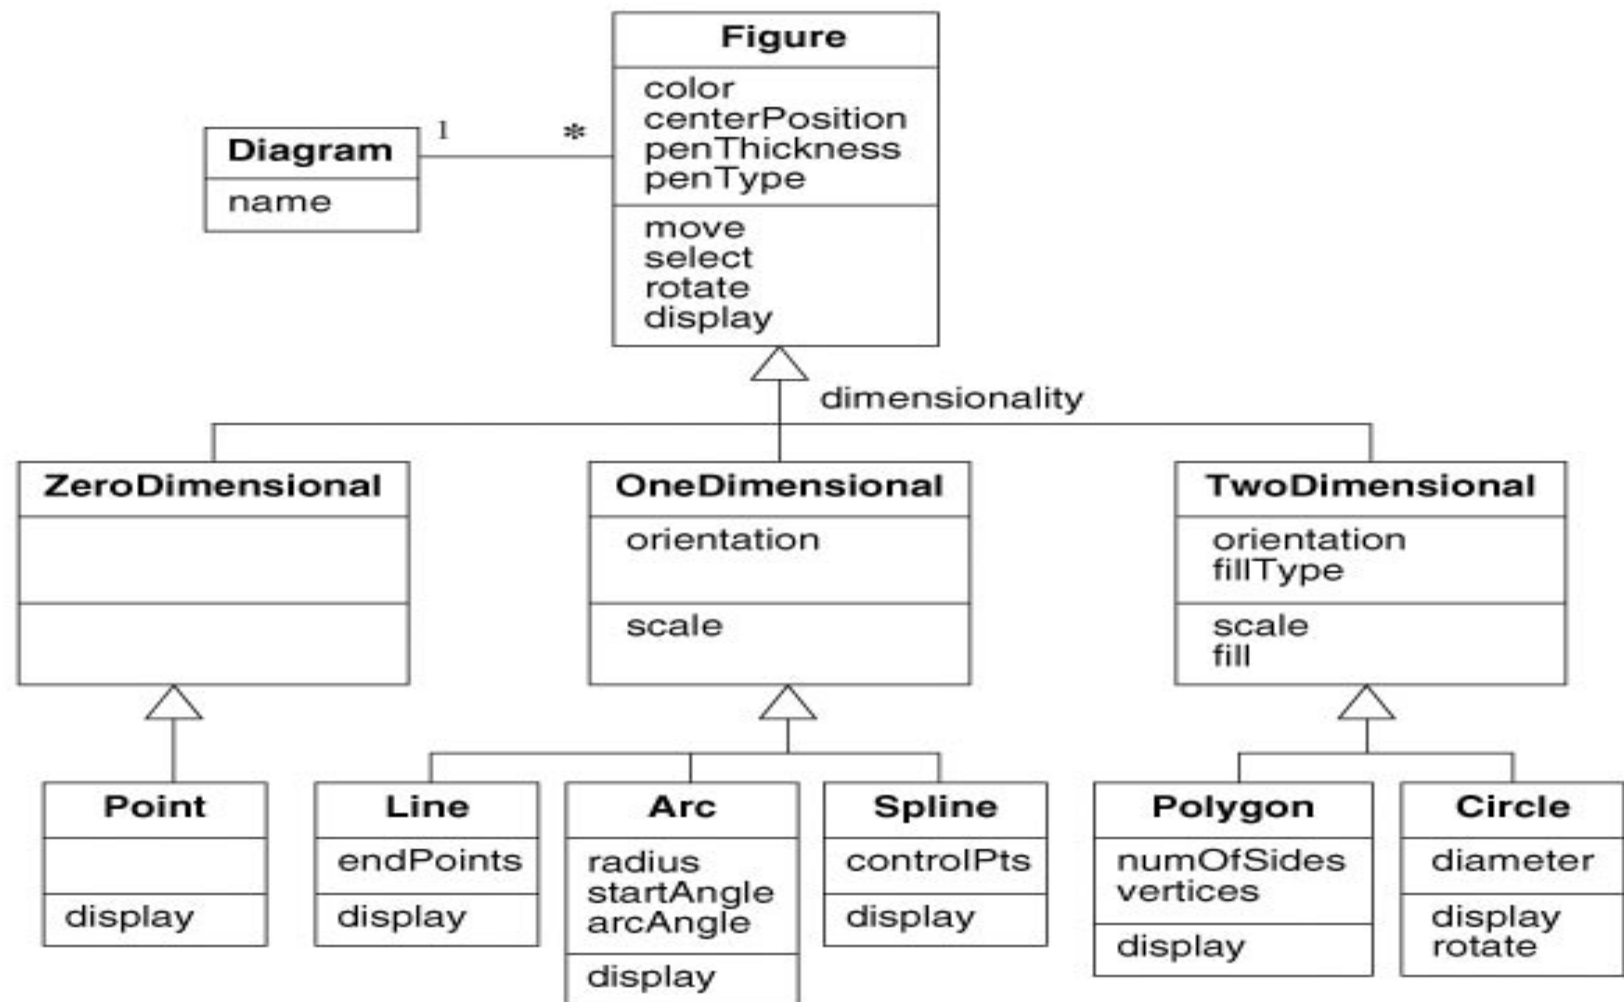 Figure
color
centerPosition
penThickness
penType
move
select
rotate
display
1
*
Diagram
name
dimensionality
ZeroDimensional
OneDimensional
orientation
scale
TwoDimensional
orientation
fillType
scale
fill
Point
display
Line
endPoints
display
Arc
radius
startAngle
arcAngle
display
Spline
controlPts
display
Polygon
numOfSides
vertices
display
Circle
diameter
display
rotate